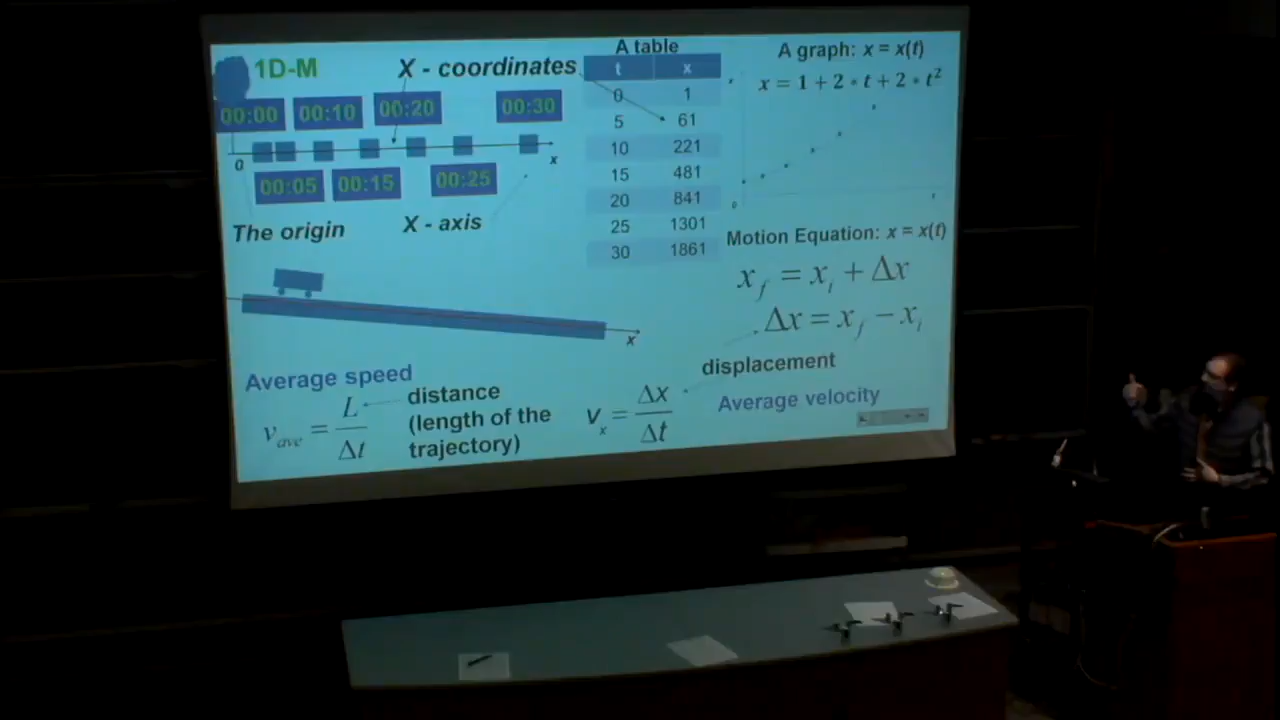 1D-M
X - coordinates
00:00 00:10 00:20 00:30
0
x
00:05 00:15 00:25
The origin
X - axis
x
A table
t x
0 1
5 61
10 221
15 481
20 841
25 1301
30 1861
A graph: x = x(t)
x = 1 + 2 * t + 2 * t²
0
Motion Equation: x = x(t)
x_f = x_i + Δx
Δx = x_f − x_i
displacement
Average speed
v_ave = L / Δt
distance
(length of the
trajectory)
v_x = Δx / Δt
Average velocity